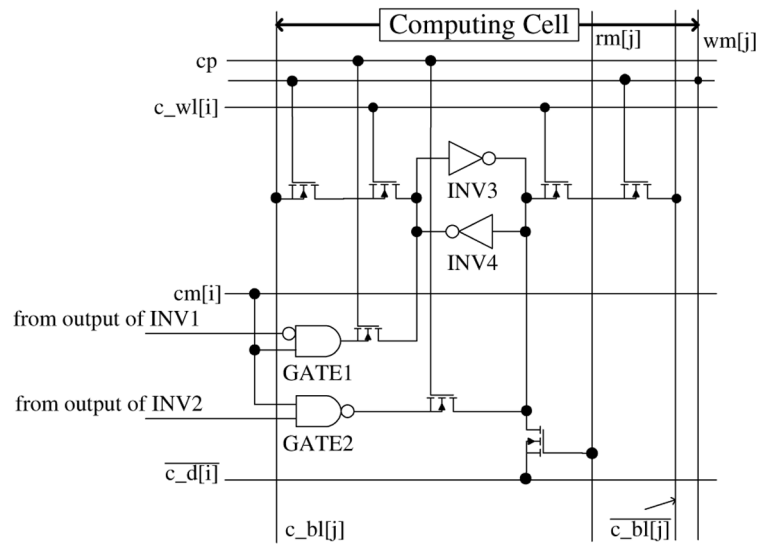 Computing Cell
rm[j]
wm[j]
cp
c_wl[i]
INV3
INV4
cm[i]
from output of INV1
GATE1
from output of INV2
GATE2
c_d[i]
c_bl[j]
c_bl[j]